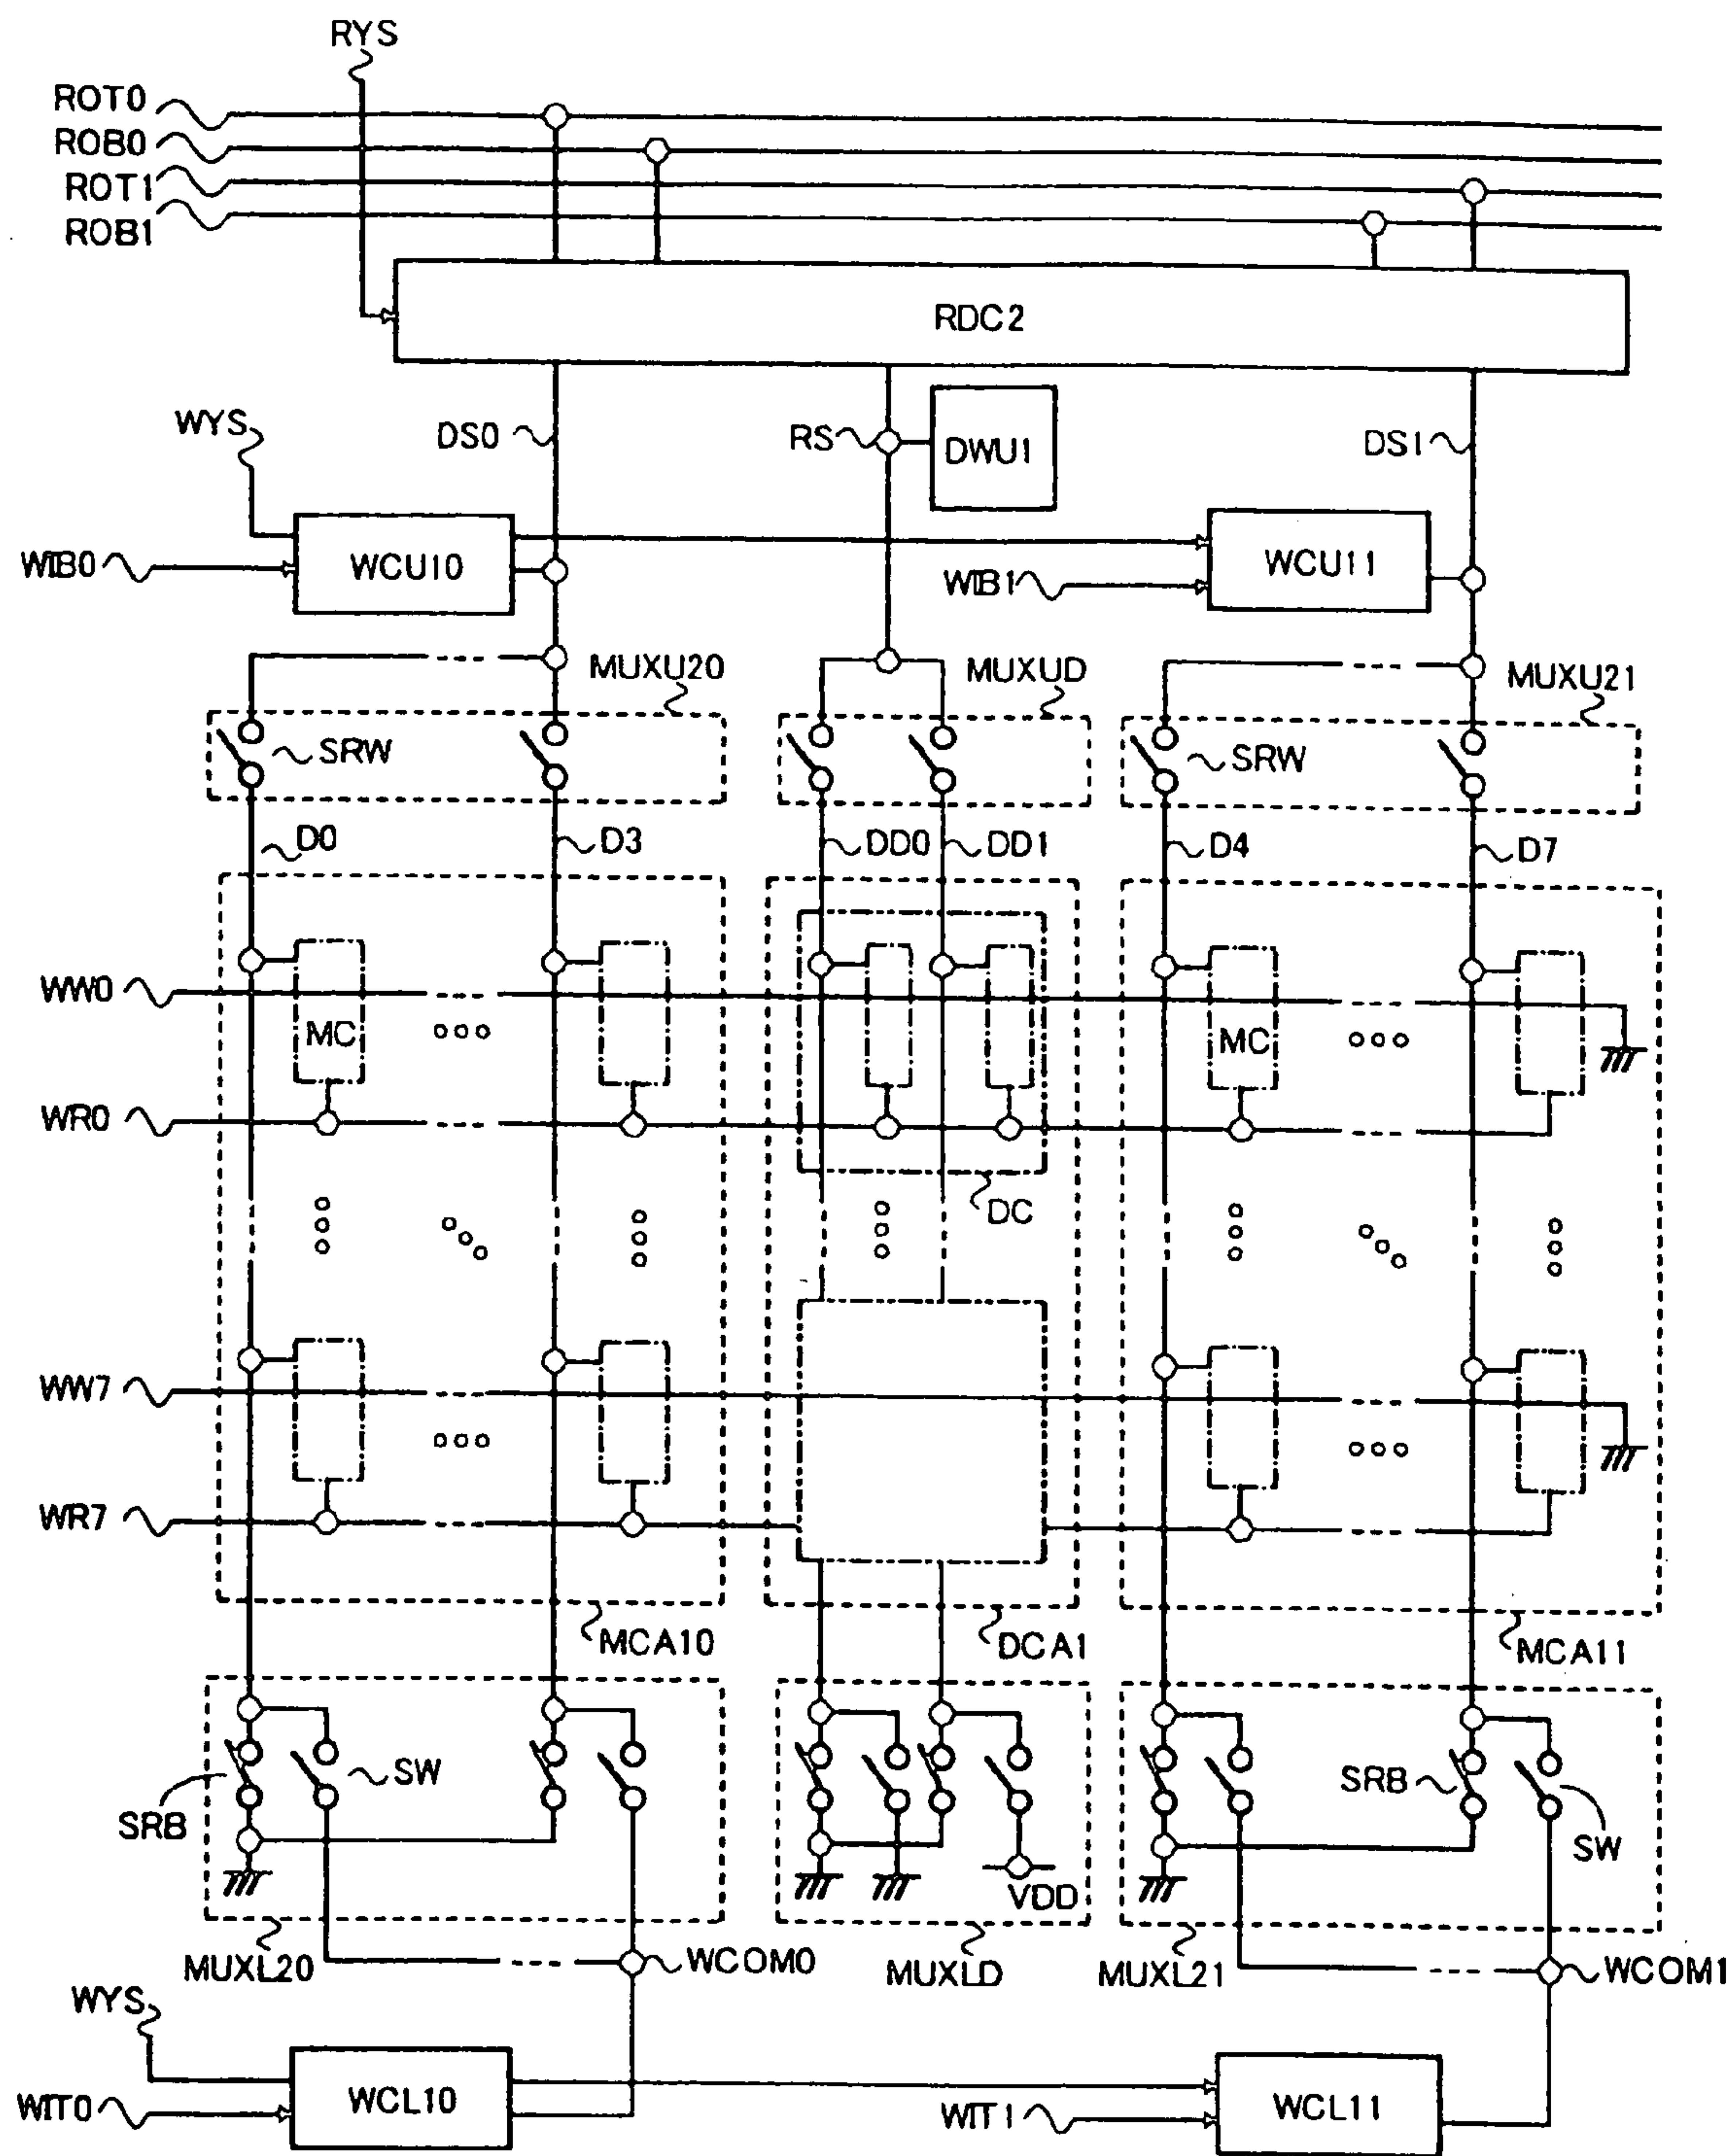 RYS
ROT0
ROB0
ROT1
ROB1
RDC2
WYS
DS0
RS
DWU1
DS1
WIB0
WCU10
WIB1
WCU11
MUXU20
MUXUD
MUXU21
SRW
SRW
D0
D3
DD0
DD1
D4
D7
WW0
MC
MC
WR0
DC
WW7
WR7
MCA10
DCA1
MCA11
SRB
SW
SRB
SW
VDD
MUXL20
WCOM0
MUXLD
MUXL21
WCOM1
WYS
WIT0
WCL10
WIT1
WCL11